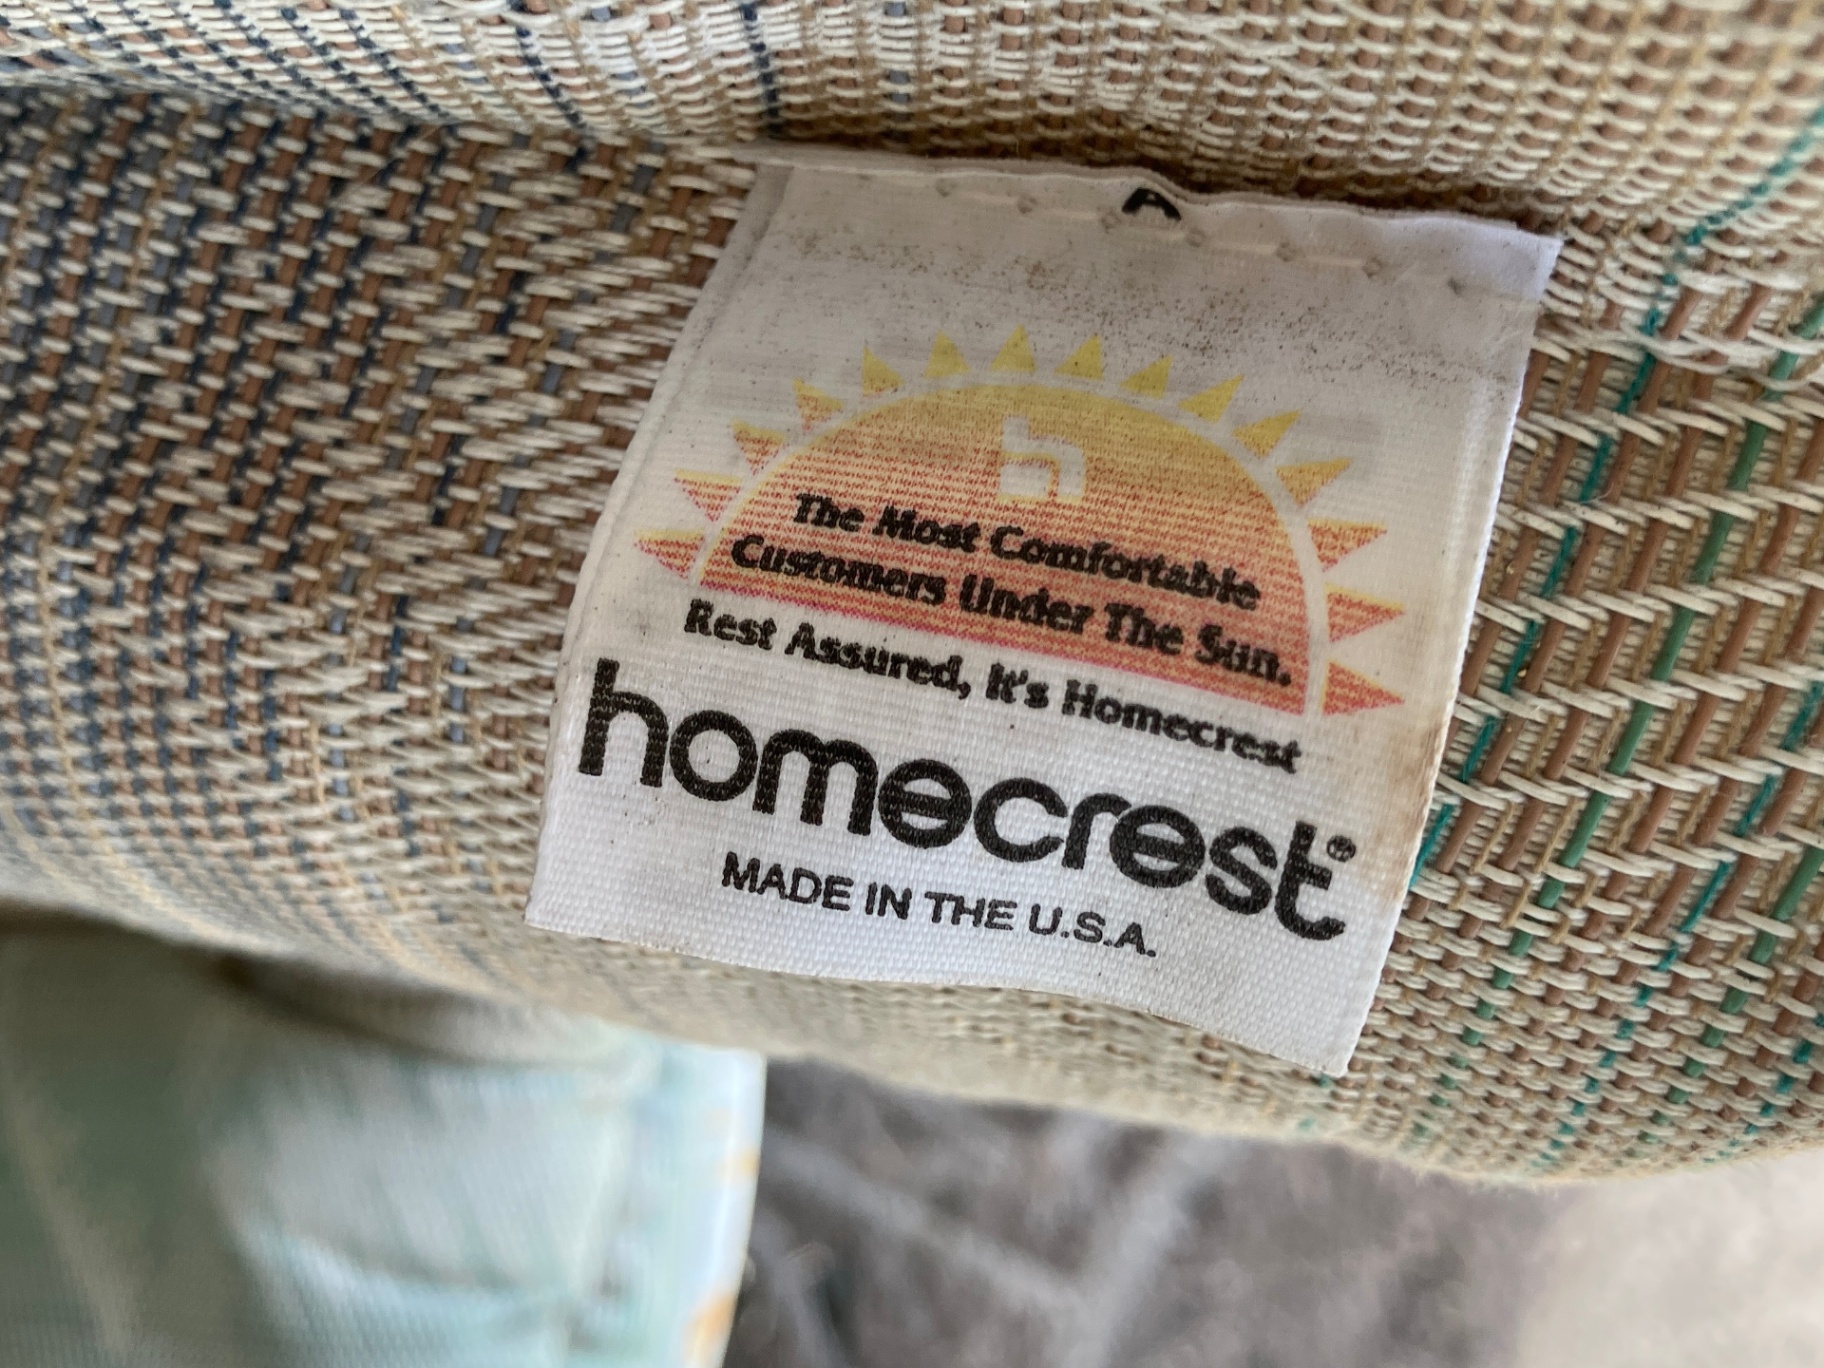 A
h
The Most Comfortable
Customers Under The Sun.
Rest Assured, It's Homecrest
homecrest®
MADE IN THE U.S.A.